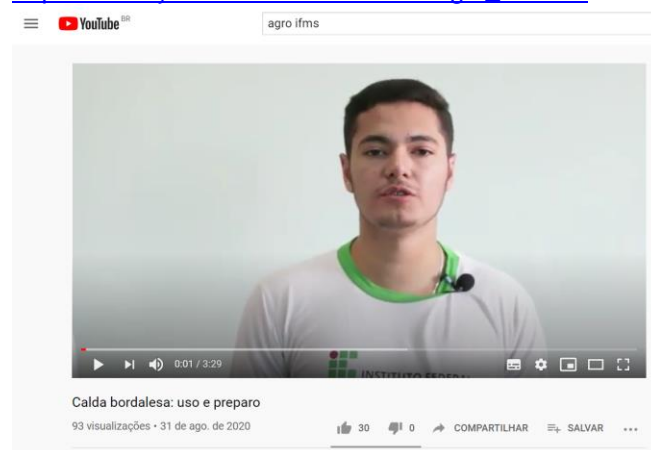 YouTube BR
agro ifms
0:01 / 3:29
INSTITUTO FEDERAL
Calda bordalesa: uso e preparo
93 visualizações • 31 de ago. de 2020
30 0 COMPARTILHAR SALVAR